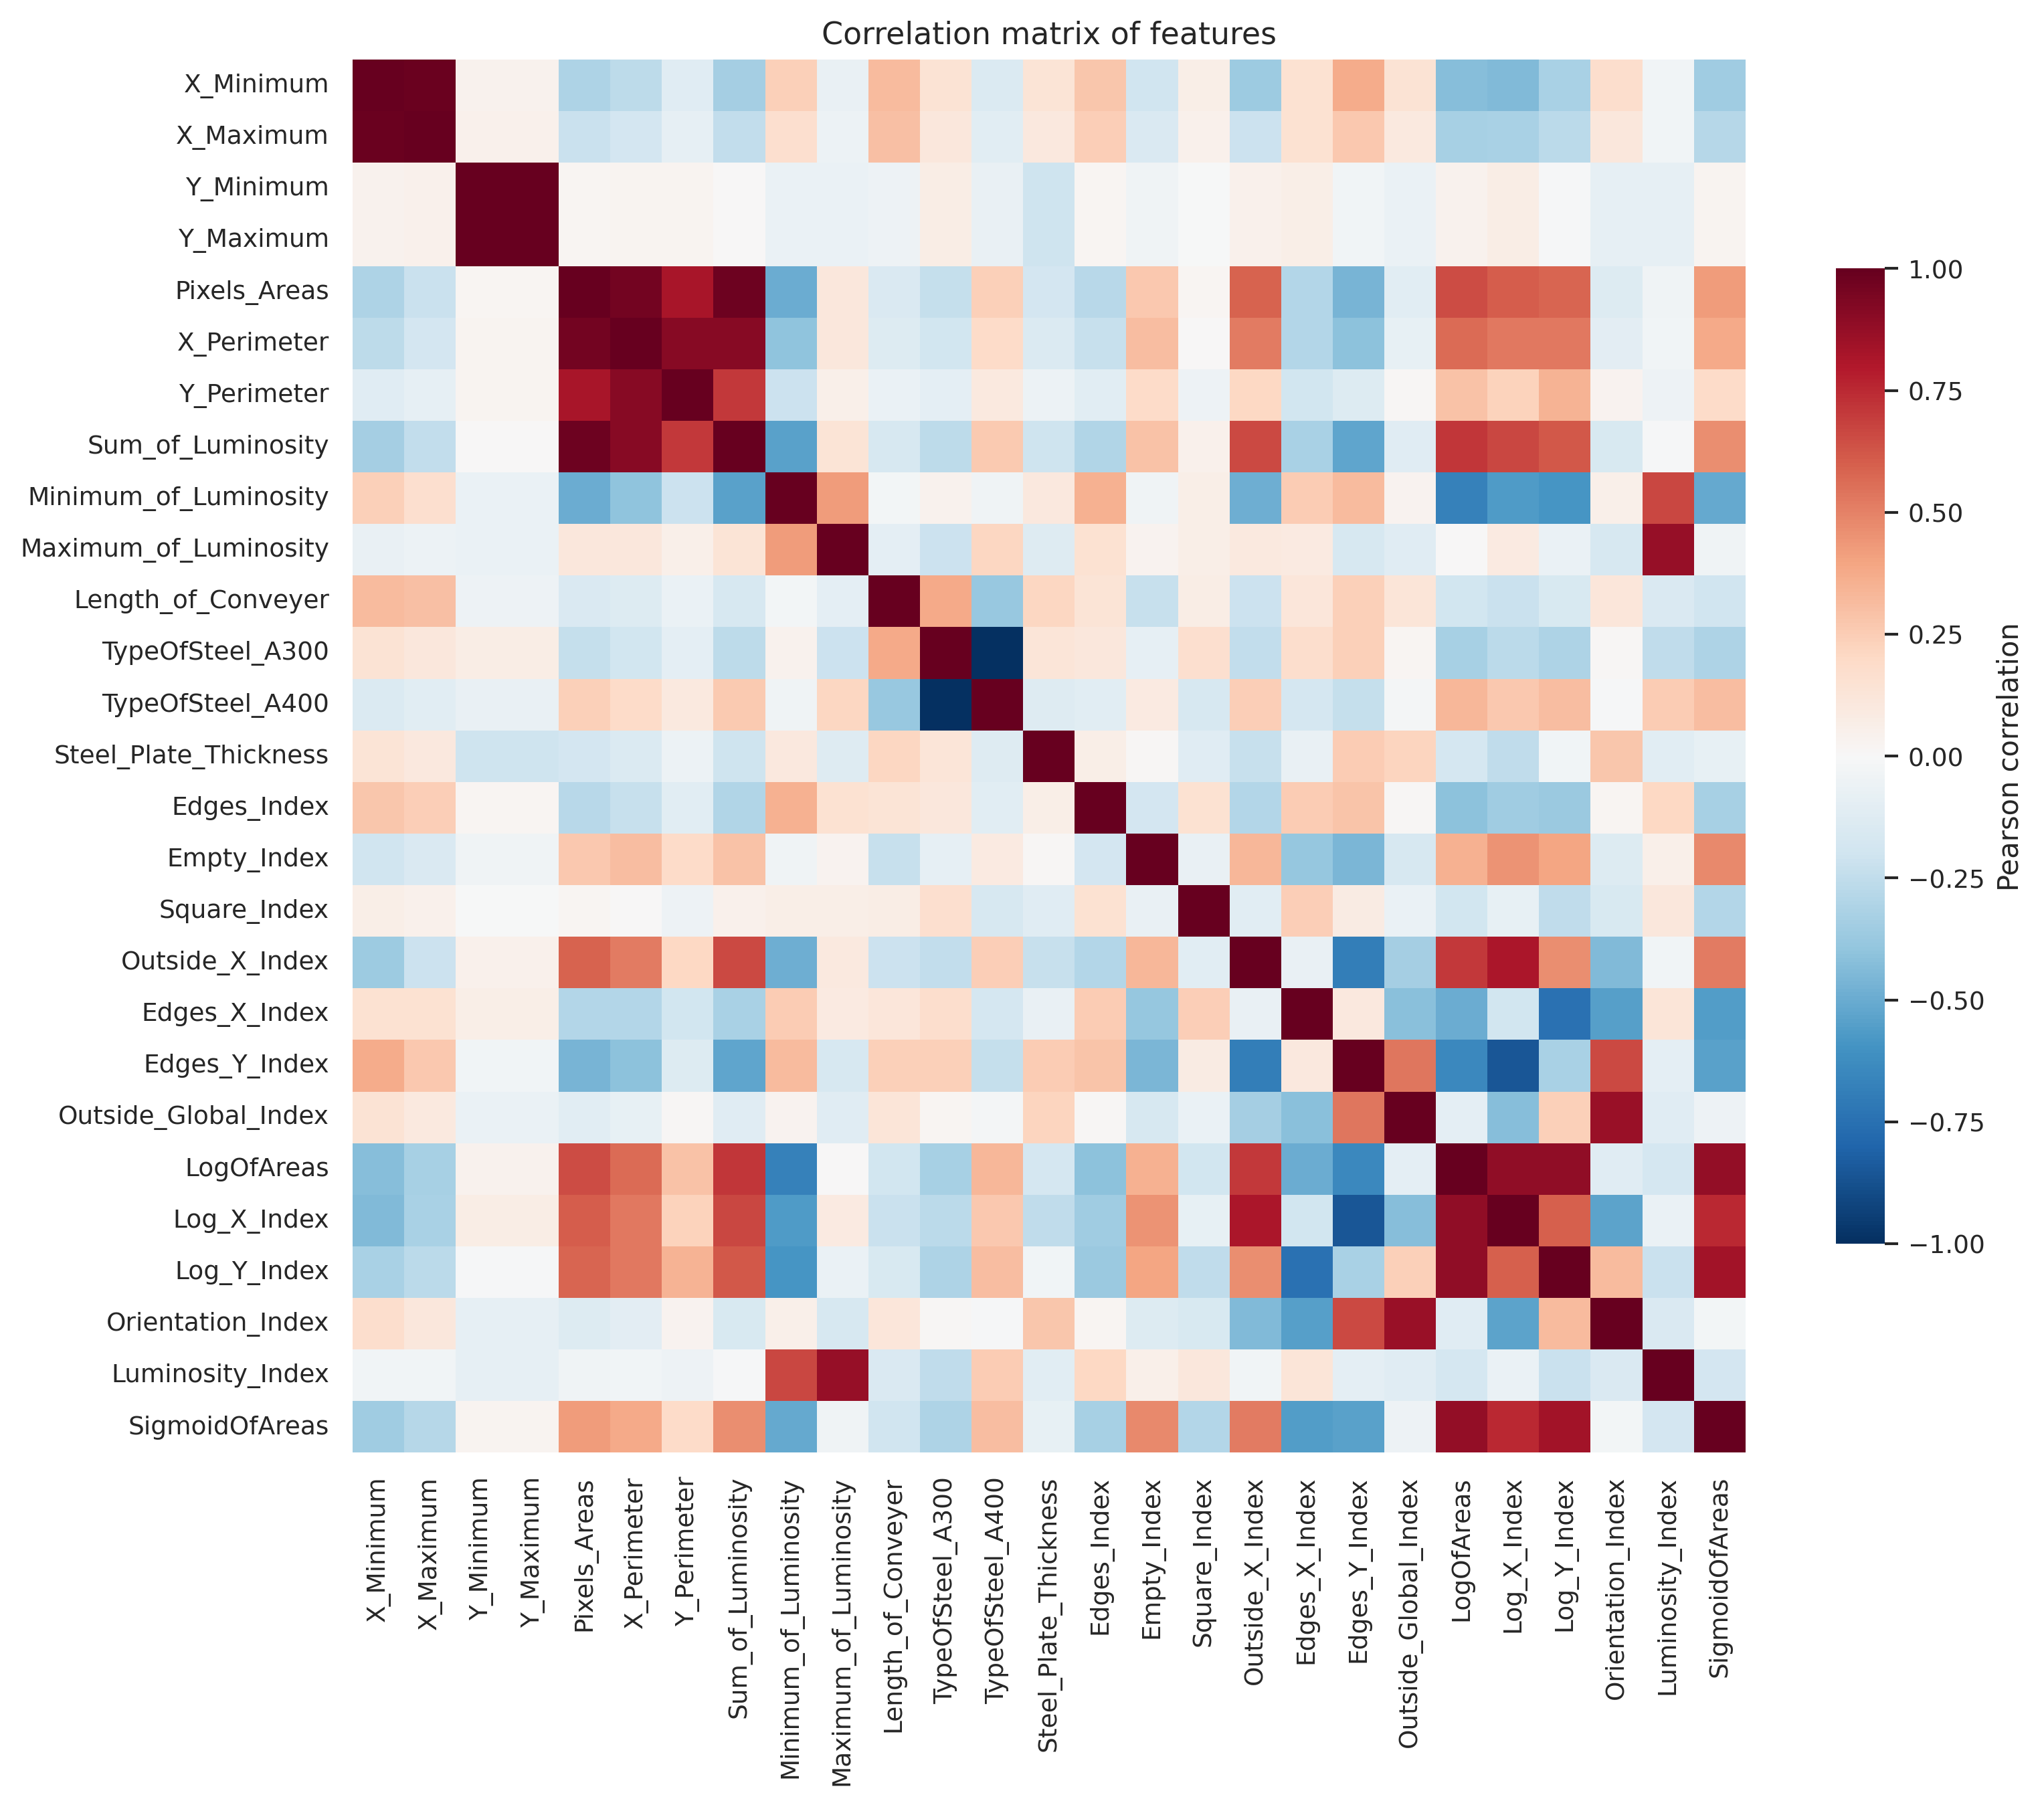 Correlation matrix of features
X_Minimum
X_Maximum
Y_Minimum
Y_Maximum
Pixels_Areas
X_Perimeter
Y_Perimeter
Sum_of_Luminosity
Minimum_of_Luminosity
Maximum_of_Luminosity
Length_of_Conveyer
TypeOfSteel_A300
TypeOfSteel_A400
Steel_Plate_Thickness
Edges_Index
Empty_Index
Square_Index
Outside_X_Index
Edges_X_Index
Edges_Y_Index
Outside_Global_Index
LogOfAreas
Log_X_Index
Log_Y_Index
Orientation_Index
Luminosity_Index
SigmoidOfAreas
X_Minimum
X_Maximum
Y_Minimum
Y_Maximum
Pixels_Areas
X_Perimeter
Y_Perimeter
Sum_of_Luminosity
Minimum_of_Luminosity
Maximum_of_Luminosity
Length_of_Conveyer
TypeOfSteel_A300
TypeOfSteel_A400
Steel_Plate_Thickness
Edges_Index
Empty_Index
Square_Index
Outside_X_Index
Edges_X_Index
Edges_Y_Index
Outside_Global_Index
LogOfAreas
Log_X_Index
Log_Y_Index
Orientation_Index
Luminosity_Index
SigmoidOfAreas
1.00
0.75
0.50
0.25
0.00
−0.25
−0.50
−0.75
−1.00
Pearson correlation